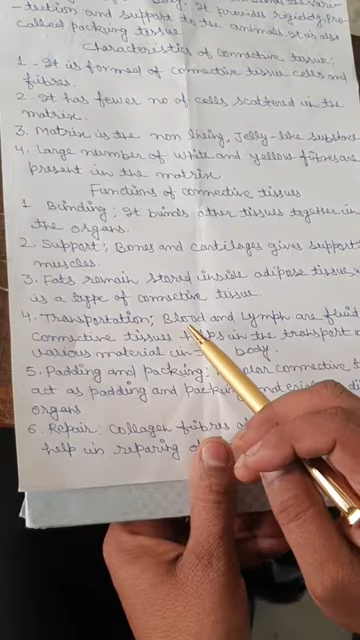 -tution and support to the animals. It is also
called packing tissue
Characteristics of connective tissue:
1. It is formed of connective tissue cells and
fibres.
2. It has fewer no of cells scattered in the
matrix.
3. Matrix is the non living, Jelly-like substance
4. Large number of white and yellow fibres are
present in the matrix
Functions of connective tissues
1 Binding: It binds other tissues together in
the organs.
2. Support; Bones and cartilages gives support
muscles.
3. Fats remain stored inside adipose tissue
is a type of connective tissue.
4. Transportation; Blood and Lymph are fluid
connective tissues helps in the transport
various material in body.
5. Padding and Packing: connective
act as padding and packing material
organs
6. Repair: Collagen fibres
help in repairing